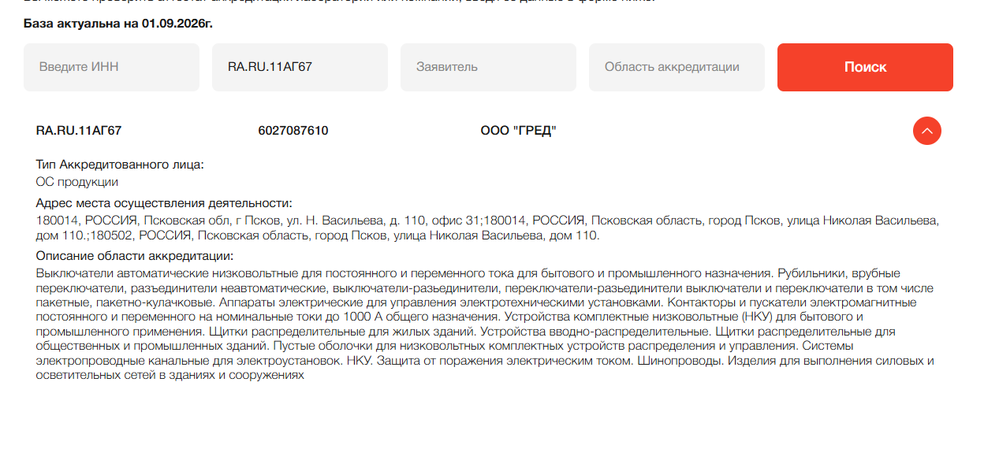 База актуальна на 01.09.2026г.
Введите ИНН
RA.RU.11АГ67
Заявитель
Область аккредитации
Поиск
RA.RU.11АГ67
6027087610
ООО "ГРЕД"
Тип Аккредитованного лица:
ОС продукции
Адрес места осуществления деятельности:
180014, РОССИЯ, Псковская обл, г Псков, ул. Н. Васильева, д. 110, офис 31;180014, РОССИЯ, Псковская область, город Псков, улица Николая Васильева,
дом 110.;180502, РОССИЯ, Псковская область, город Псков, улица Николая Васильева, дом 110.
Описание области аккредитации:
Выключатели автоматические низковольтные для постоянного и переменного тока для бытового и промышленного назначения. Рубильники, врубные
переключатели, разъединители неавтоматические, выключатели-разъединители, переключатели-разъединители выключатели и переключатели в том числе
пакетные, пакетно-кулачковые. Аппараты электрические для управления электротехническими установками. Контакторы и пускатели электромагнитные
постоянного и переменного на номинальные токи до 1000 А общего назначения. Устройства комплектные низковольтные (НКУ) для бытового и
промышленного применения. Щитки распределительные для жилых зданий. Устройства вводно-распределительные. Щитки распределительные для
общественных и промышленных зданий. Пустые оболочки для низковольтных комплектных устройств распределения и управления. Системы
электропроводные канальные для электроустановок. НКУ. Защита от поражения электрическим током. Шинопроводы. Изделия для выполнения силовых и
осветительных сетей в зданиях и сооружениях